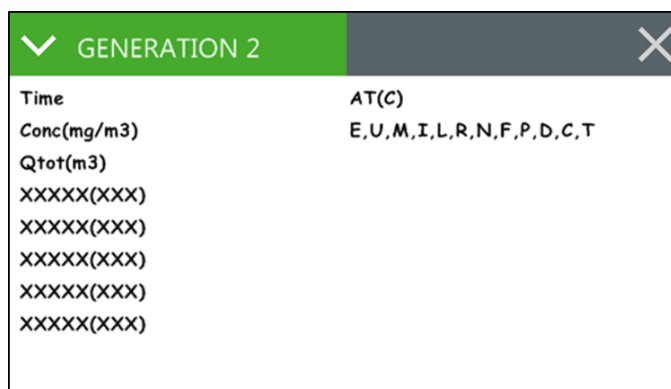 GENERATION 2
Time
Conc(mg/m3)
Qtot(m3)
XXXXX(XXX)
XXXXX(XXX)
XXXXX(XXX)
XXXXX(XXX)
XXXXX(XXX)
AT(C)
E,U,M,I,L,R,N,F,P,D,C,T